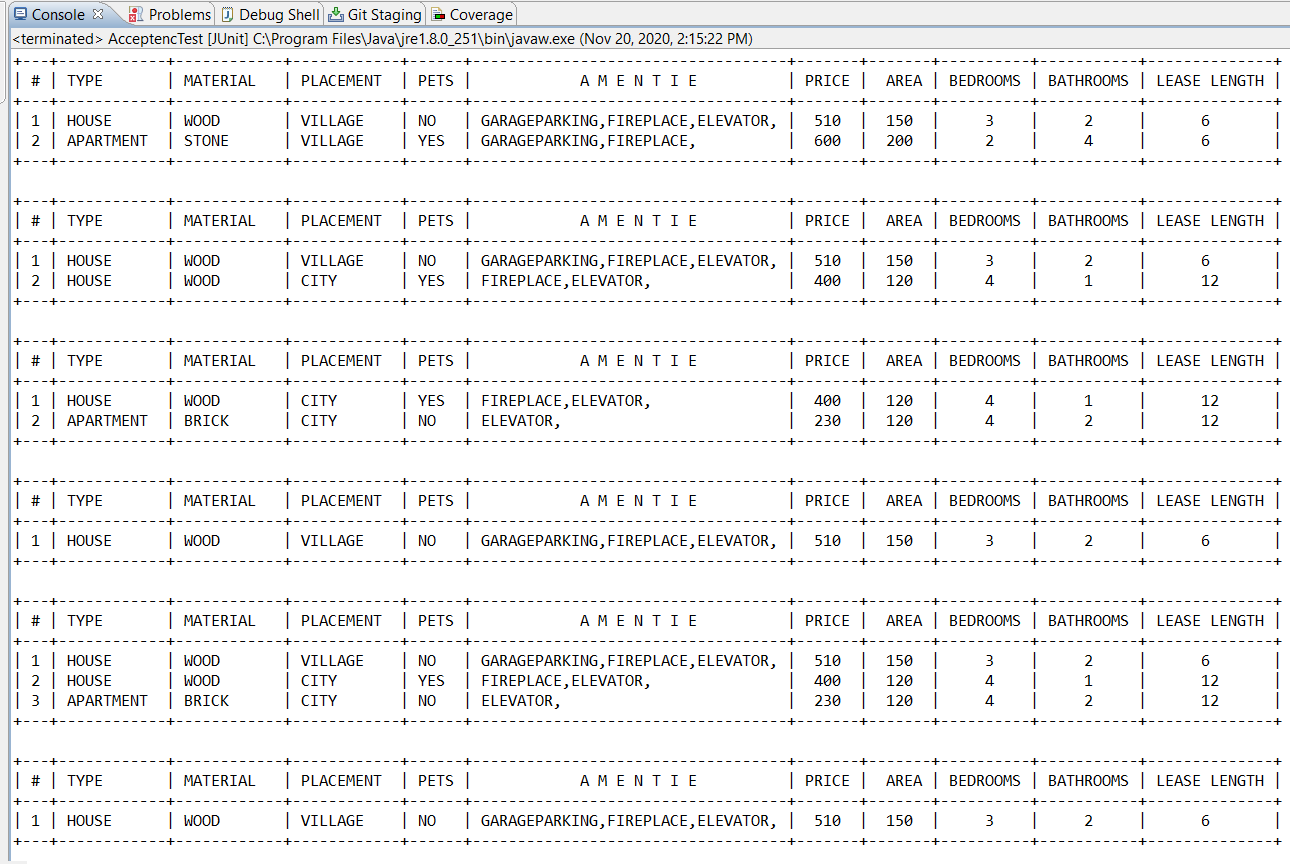 Console Problems Debug Shell Git Staging Coverage
<terminated> AcceptencTest [JUnit] C:\Program Files\Java\jre1.8.0_251\bin\javaw.exe (Nov 20, 2020, 2:15:22 PM)
+---+------------+------------+------------+------+-----------------------------------+-------+-------+----------+-----------+--------------+
| # | TYPE | MATERIAL | PLACEMENT | PETS | A M E N T I E | PRICE | AREA | BEDROOMS | BATHROOMS | LEASE LENGTH |
+---+------------+------------+------------+------+-----------------------------------+-------+-------+----------+-----------+--------------+
| 1 | HOUSE | WOOD | VILLAGE | NO | GARAGEPARKING,FIREPLACE,ELEVATOR, | 510 | 150 | 3 | 2 | 6 |
| 2 | APARTMENT | STONE | VILLAGE | YES | GARAGEPARKING,FIREPLACE, | 600 | 200 | 2 | 4 | 6 |
+---+------------+------------+------------+------+-----------------------------------+-------+-------+----------+-----------+--------------+
+---+------------+------------+------------+------+-----------------------------------+-------+-------+----------+-----------+--------------+
| # | TYPE | MATERIAL | PLACEMENT | PETS | A M E N T I E | PRICE | AREA | BEDROOMS | BATHROOMS | LEASE LENGTH |
+---+------------+------------+------------+------+-----------------------------------+-------+-------+----------+-----------+--------------+
| 1 | HOUSE | WOOD | VILLAGE | NO | GARAGEPARKING,FIREPLACE,ELEVATOR, | 510 | 150 | 3 | 2 | 6 |
| 2 | HOUSE | WOOD | CITY | YES | FIREPLACE,ELEVATOR, | 400 | 120 | 4 | 1 | 12 |
+---+------------+------------+------------+------+-----------------------------------+-------+-------+----------+-----------+--------------+
+---+------------+------------+------------+------+-----------------------------------+-------+-------+----------+-----------+--------------+
| # | TYPE | MATERIAL | PLACEMENT | PETS | A M E N T I E | PRICE | AREA | BEDROOMS | BATHROOMS | LEASE LENGTH |
+---+------------+------------+------------+------+-----------------------------------+-------+-------+----------+-----------+--------------+
| 1 | HOUSE | WOOD | CITY | YES | FIREPLACE,ELEVATOR, | 400 | 120 | 4 | 1 | 12 |
| 2 | APARTMENT | BRICK | CITY | NO | ELEVATOR, | 230 | 120 | 4 | 2 | 12 |
+---+------------+------------+------------+------+-----------------------------------+-------+-------+----------+-----------+--------------+
+---+------------+------------+------------+------+-----------------------------------+-------+-------+----------+-----------+--------------+
| # | TYPE | MATERIAL | PLACEMENT | PETS | A M E N T I E | PRICE | AREA | BEDROOMS | BATHROOMS | LEASE LENGTH |
+---+------------+------------+------------+------+-----------------------------------+-------+-------+----------+-----------+--------------+
| 1 | HOUSE | WOOD | VILLAGE | NO | GARAGEPARKING,FIREPLACE,ELEVATOR, | 510 | 150 | 3 | 2 | 6 |
+---+------------+------------+------------+------+-----------------------------------+-------+-------+----------+-----------+--------------+
+---+------------+------------+------------+------+-----------------------------------+-------+-------+----------+-----------+--------------+
| # | TYPE | MATERIAL | PLACEMENT | PETS | A M E N T I E | PRICE | AREA | BEDROOMS | BATHROOMS | LEASE LENGTH |
+---+------------+------------+------------+------+-----------------------------------+-------+-------+----------+-----------+--------------+
| 1 | HOUSE | WOOD | VILLAGE | NO | GARAGEPARKING,FIREPLACE,ELEVATOR, | 510 | 150 | 3 | 2 | 6 |
| 2 | HOUSE | WOOD | CITY | YES | FIREPLACE,ELEVATOR, | 400 | 120 | 4 | 1 | 12 |
| 3 | APARTMENT | BRICK | CITY | NO | ELEVATOR, | 230 | 120 | 4 | 2 | 12 |
+---+------------+------------+------------+------+-----------------------------------+-------+-------+----------+-----------+--------------+
+---+------------+------------+------------+------+-----------------------------------+-------+-------+----------+-----------+--------------+
| # | TYPE | MATERIAL | PLACEMENT | PETS | A M E N T I E | PRICE | AREA | BEDROOMS | BATHROOMS | LEASE LENGTH |
+---+------------+------------+------------+------+-----------------------------------+-------+-------+----------+-----------+--------------+
| 1 | HOUSE | WOOD | VILLAGE | NO | GARAGEPARKING,FIREPLACE,ELEVATOR, | 510 | 150 | 3 | 2 | 6 |
+---+------------+------------+------------+------+-----------------------------------+-------+-------+----------+-----------+--------------+